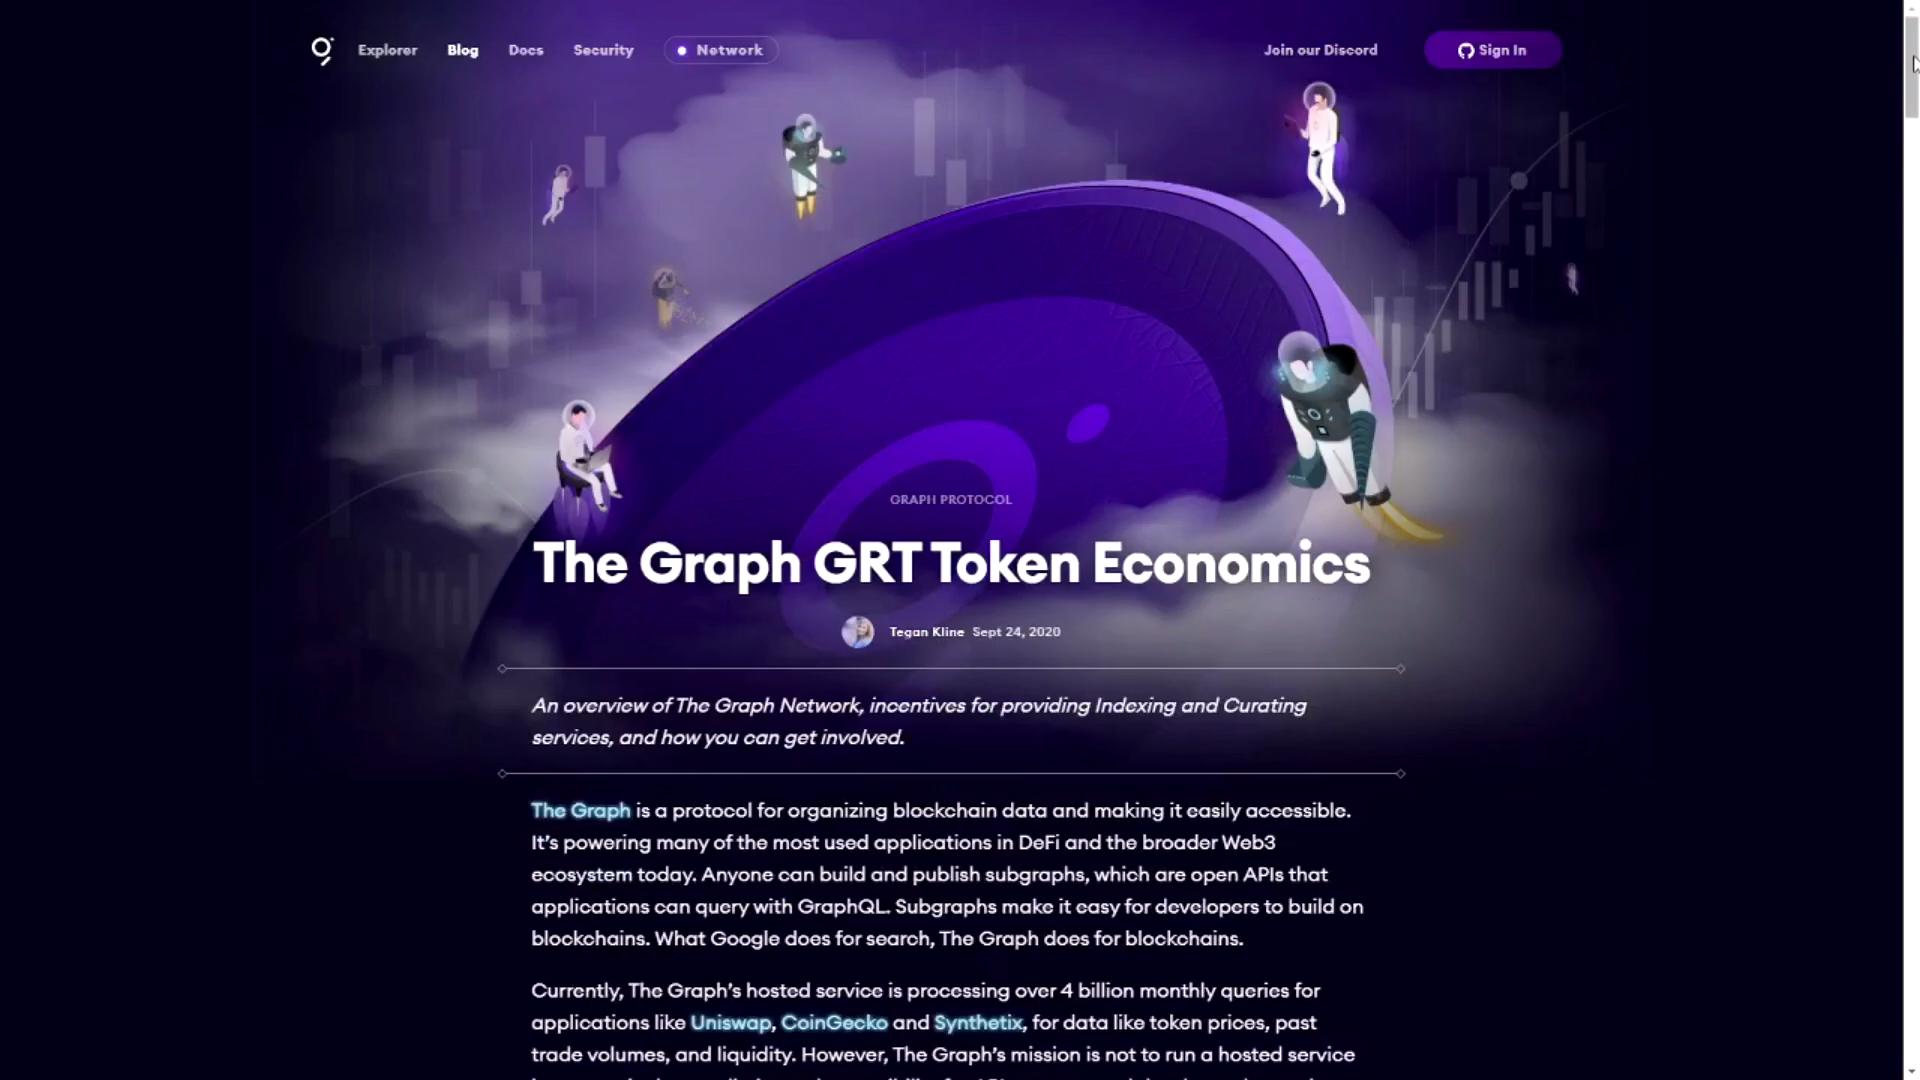 Explorer Blog Docs Security Network Join our Discord Sign In
GRAPH PROTOCOL
The Graph GRT Token Economics
Tegan Kline Sept 24, 2020
An overview of The Graph Network, incentives for providing Indexing and Curating
services, and how you can get involved.
The Graph is a protocol for organizing blockchain data and making it easily accessible.
It's powering many of the most used applications in DeFi and the broader Web3
ecosystem today. Anyone can build and publish subgraphs, which are open APIs that
applications can query with GraphQL. Subgraphs make it easy for developers to build on
blockchains. What Google does for search, The Graph does for blockchains.
Currently, The Graph's hosted service is processing over 4 billion monthly queries for
applications like Uniswap, CoinGecko and Synthetix, for data like token prices, past
trade volumes, and liquidity. However, The Graph's mission is not to run a hosted service